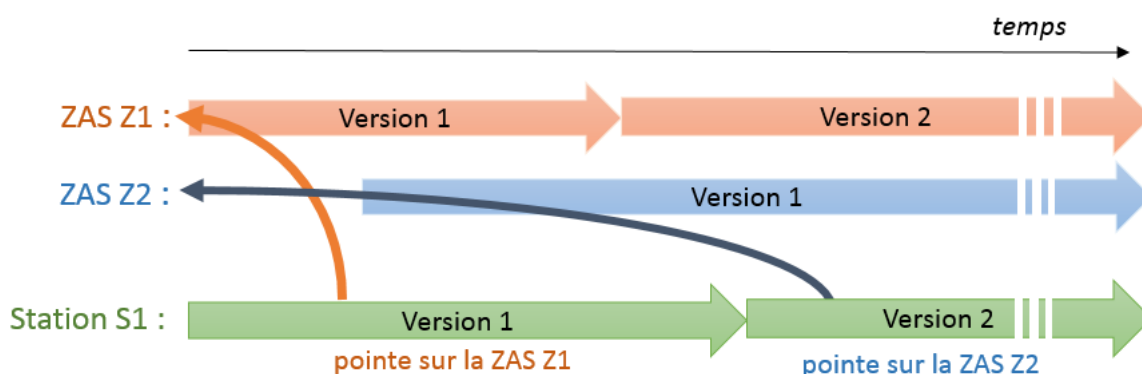 temps
ZAS Z1 :
Version 1
Version 2
ZAS Z2 :
Version 1
Station S1 :
Version 1
Version 2
pointe sur la ZAS Z1
pointe sur la ZAS Z2